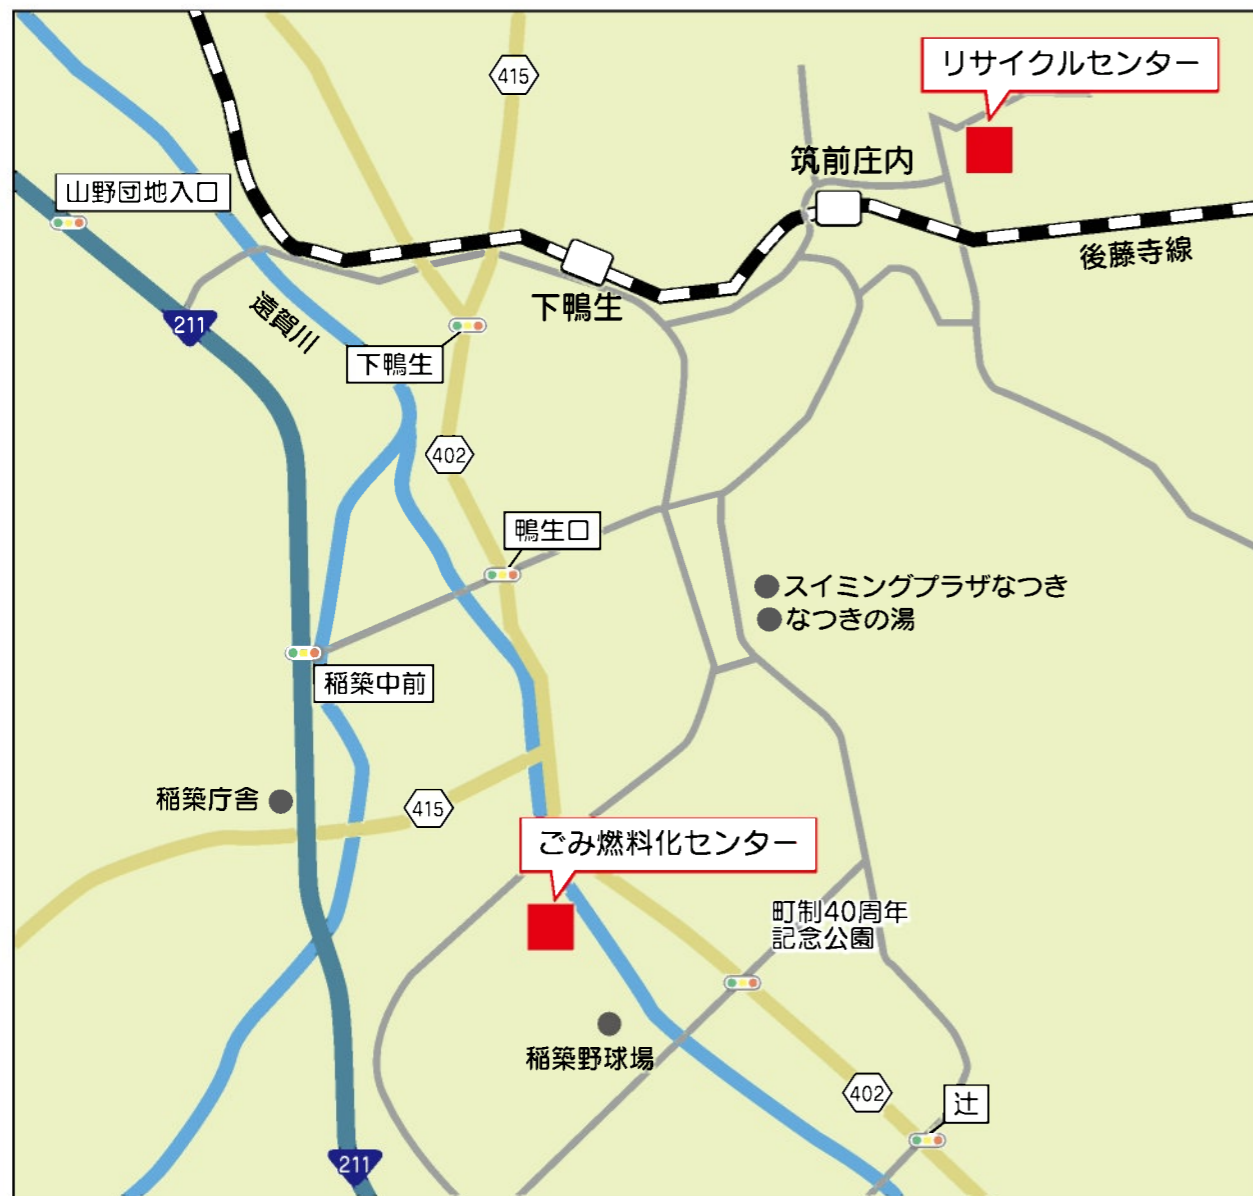 415
リサイクルセンター
筑前庄内
山野団地入口
後藤寺線
下鴨生
遠賀川
211
下鴨生
402
鴨生口
スイミングプラザなつき
なつきの湯
稲築中前
稲築庁舎
415
ごみ燃料化センター
町制40周年
記念公園
稲築野球場
402
辻
211